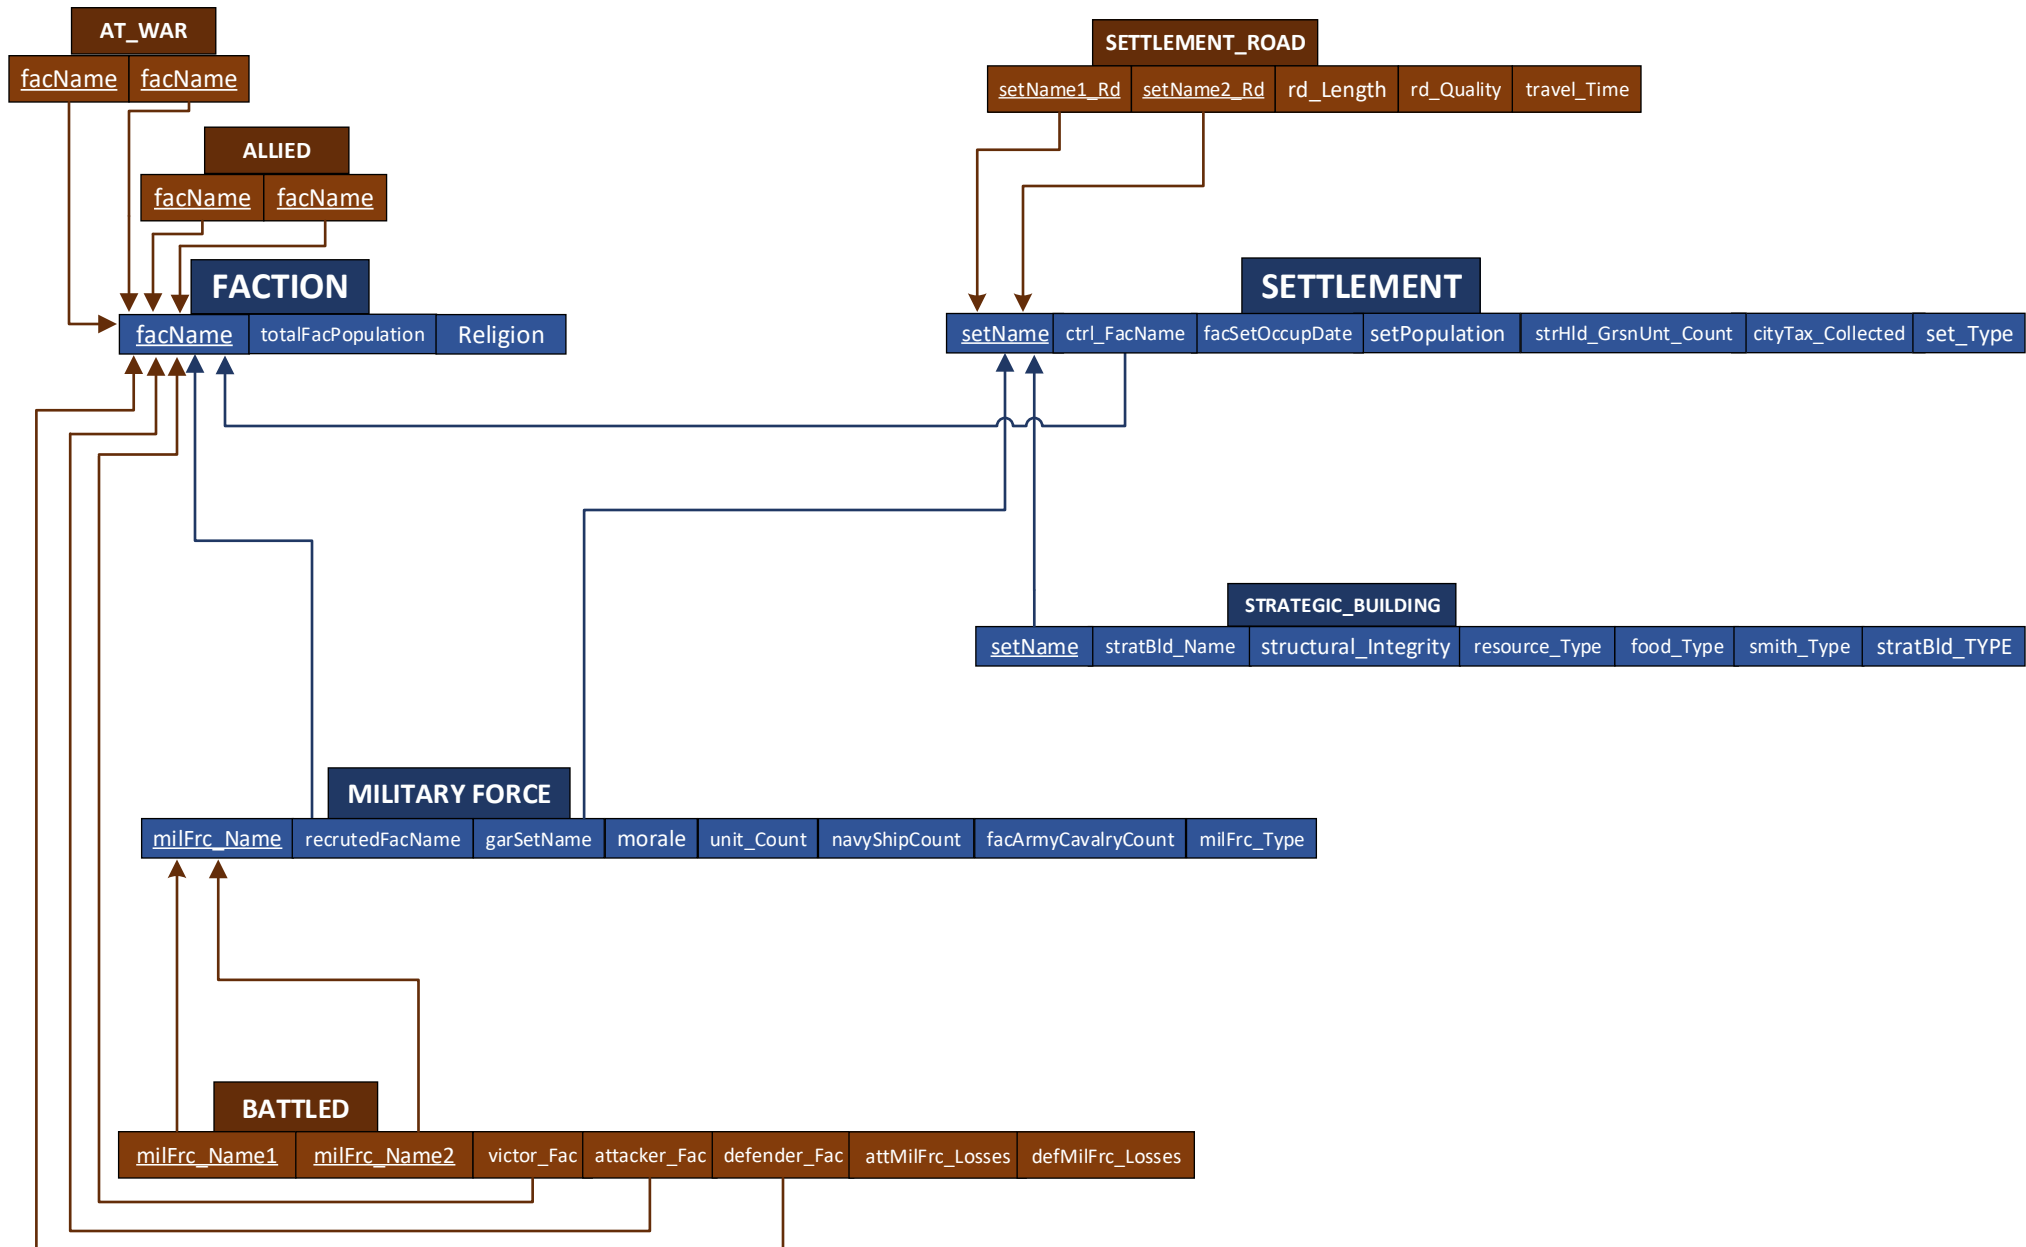 AT_WAR
facName facName
SETTLEMENT_ROAD
setName1_Rd setName2_Rd rd_Length rd_Quality travel_Time
ALLIED
facName facName
FACTION
facName totalFacPopulation Religion
SETTLEMENT
setName ctrl_FacName facSetOccupDate setPopulation strHld_GrsnUnt_Count cityTax_Collected set_Type
STRATEGIC_BUILDING
setName stratBld_Name structural_Integrity resource_Type food_Type smith_Type stratBld_TYPE
MILITARY FORCE
milFrc_Name recrutedFacName garSetName morale unit_Count navyShipCount facArmyCavalryCount milFrc_Type
BATTLED
milFrc_Name1 milFrc_Name2 victor_Fac attacker_Fac defender_Fac attMilFrc_Losses defMilFrc_Losses